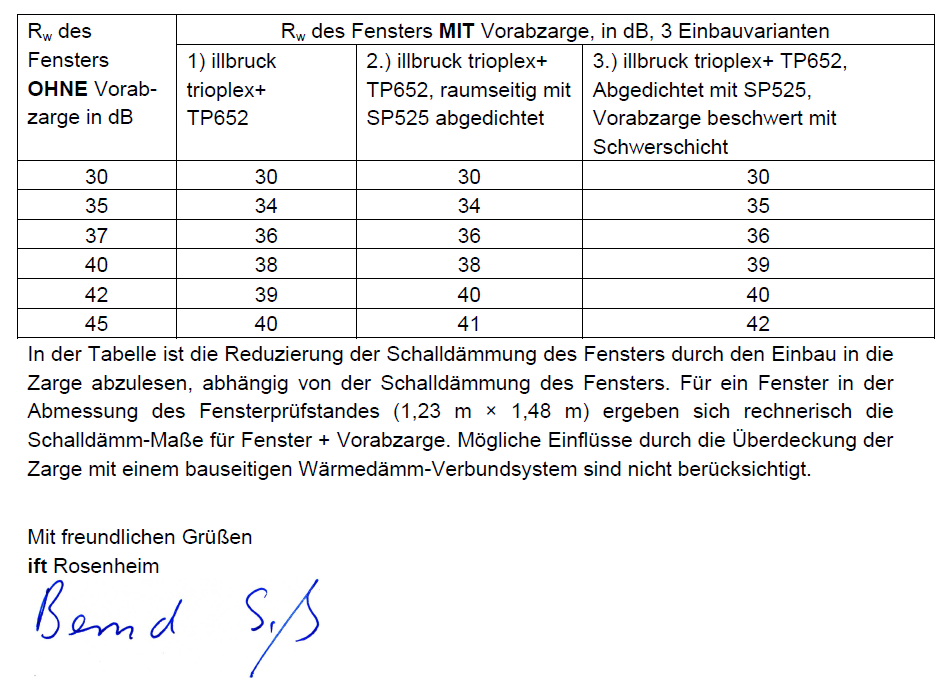 Rw des Fensters OHNE Vorab-zarge in dB
Rw des Fensters MIT Vorabzarge, in dB, 3 Einbauvarianten
1) illbruck trioplex+ TP652
2.) illbruck trioplex+ TP652, raumseitig mit SP525 abgedichtet
3.) illbruck trioplex+ TP652, Abgedichtet mit SP525, Vorabzarge beschwert mit Schwerschicht
30 30 30 30
35 34 34 35
37 36 36 36
40 38 38 39
42 39 40 40
45 40 41 42
In der Tabelle ist die Reduzierung der Schalldämmung des Fensters durch den Einbau in die
Zarge abzulesen, abhängig von der Schalldämmung des Fensters. Für ein Fenster in der
Abmessung des Fensterprüfstandes (1,23 m × 1,48 m) ergeben sich rechnerisch die
Schalldämm-Maße für Fenster + Vorabzarge. Mögliche Einflüsse durch die Überdeckung der
Zarge mit einem bauseitigen Wärmedämm-Verbundsystem sind nicht berücksichtigt.
Mit freundlichen Grüßen
ift Rosenheim
Bernd